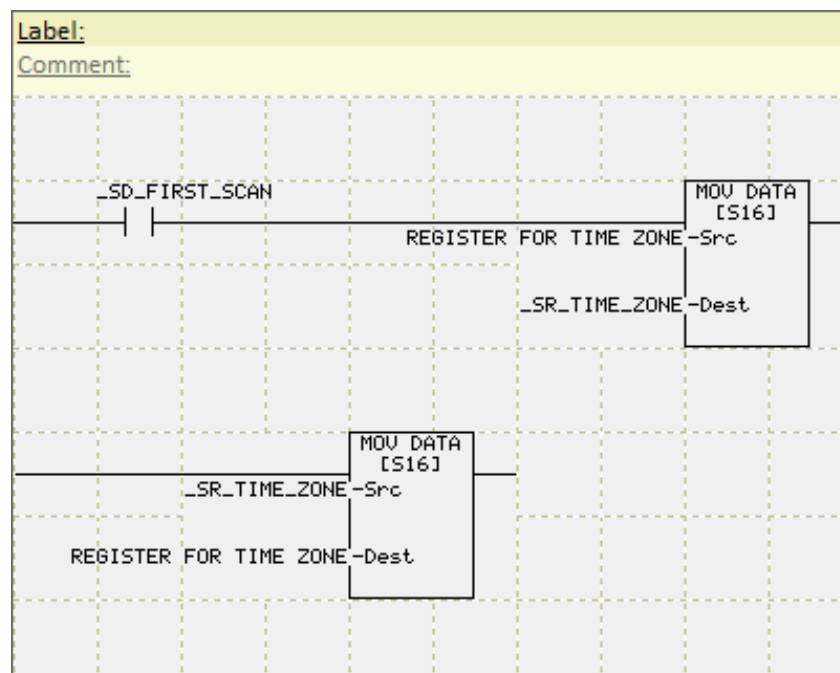 Label:
Comment:
_SD_FIRST_SCAN
MOV DATA
[S16]
REGISTER FOR TIME ZONE-Src
_SR_TIME_ZONE-Dest
MOV DATA
[S16]
_SR_TIME_ZONE-Src
REGISTER FOR TIME ZONE-Dest